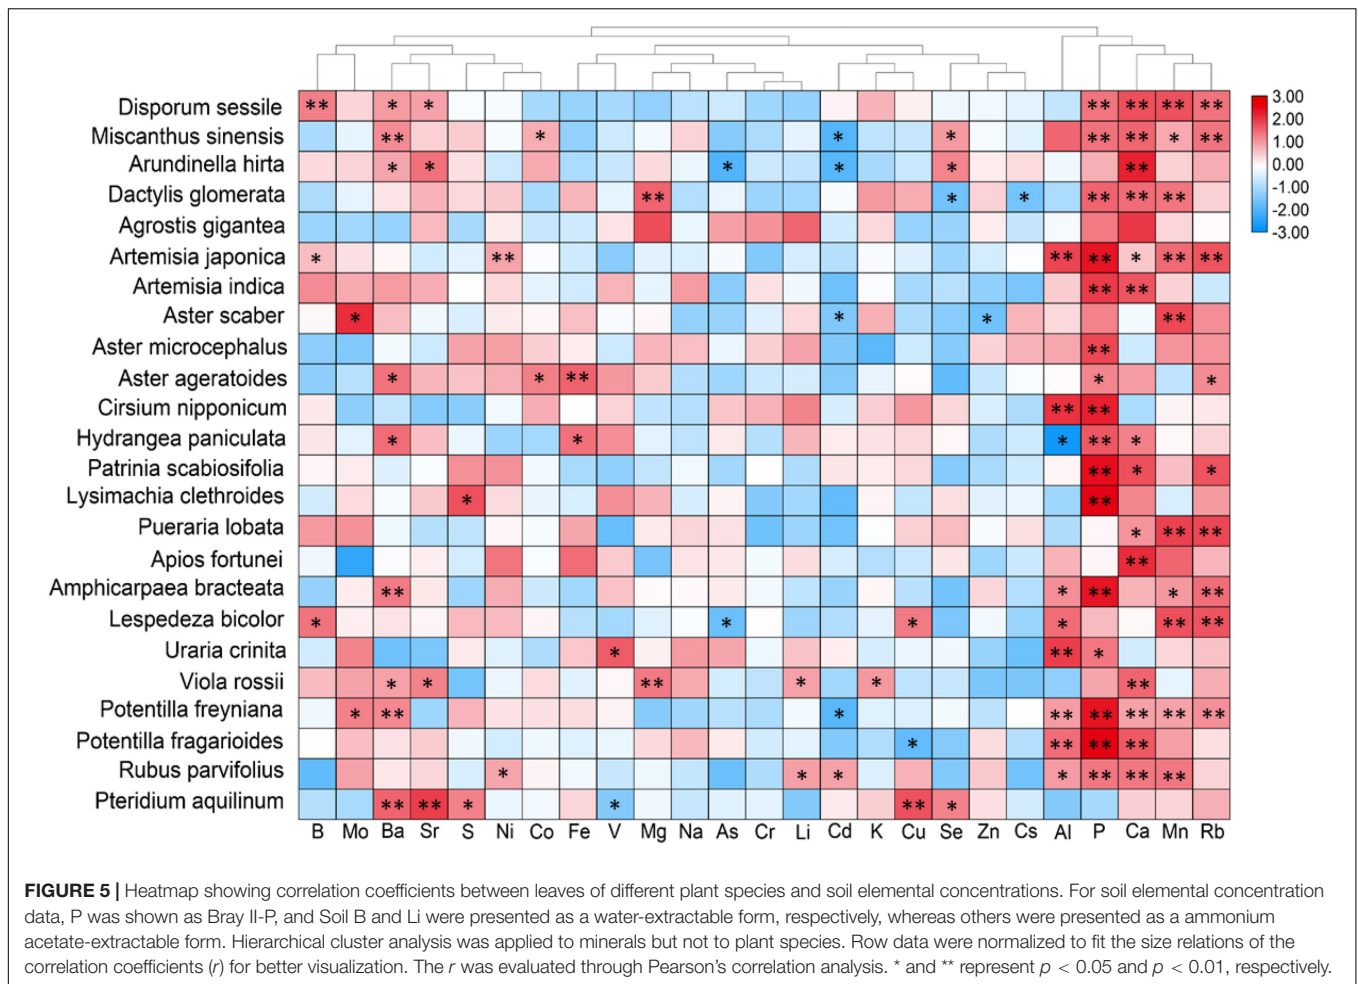 Disporum sessile ** * * ** ** ** **
Miscanthus sinensis ** * * * ** ** * **
Arundinella hirta * * * * * **
Dactylis glomerata ** * * ** ** **
Agrostis gigantea
Artemisia japonica * ** ** ** * ** **
Artemisia indica ** **
Aster scaber * * * **
Aster microcephalus **
Aster ageratoides * * ** * *
Cirsium nipponicum ** **
Hydrangea paniculata * * * ** *
Patrinia scabiosifolia ** * *
Lysimachia clethroides * **
Pueraria lobata * ** **
Apios fortunei **
Amphicarpaea bracteata ** * ** * **
Lespedeza bicolor * * * * ** **
Uraria crinita * ** *
Viola rossii * * ** * * **
Potentilla freyniana * ** * ** ** ** ** **
Potentilla fragarioides * ** ** **
Rubus parvifolius * * * * ** ** **
Pteridium aquilinum ** ** * * ** *
B Mo Ba Sr S Ni Co Fe V Mg Na As Cr Li Cd K Cu Se Zn Cs Al P Ca Mn Rb
3.00
2.00
1.00
0.00
-1.00
-2.00
-3.00
FIGURE 5 | Heatmap showing correlation coefficients between leaves of different plant species and soil elemental concentrations. For soil elemental concentration
data, P was shown as Bray II-P, and Soil B and Li were presented as a water-extractable form, respectively, whereas others were presented as a ammonium
acetate-extractable form. Hierarchical cluster analysis was applied to minerals but not to plant species. Row data were normalized to fit the size relations of the
correlation coefficients (r) for better visualization. The r was evaluated through Pearson's correlation analysis. * and ** represent p < 0.05 and p < 0.01, respectively.